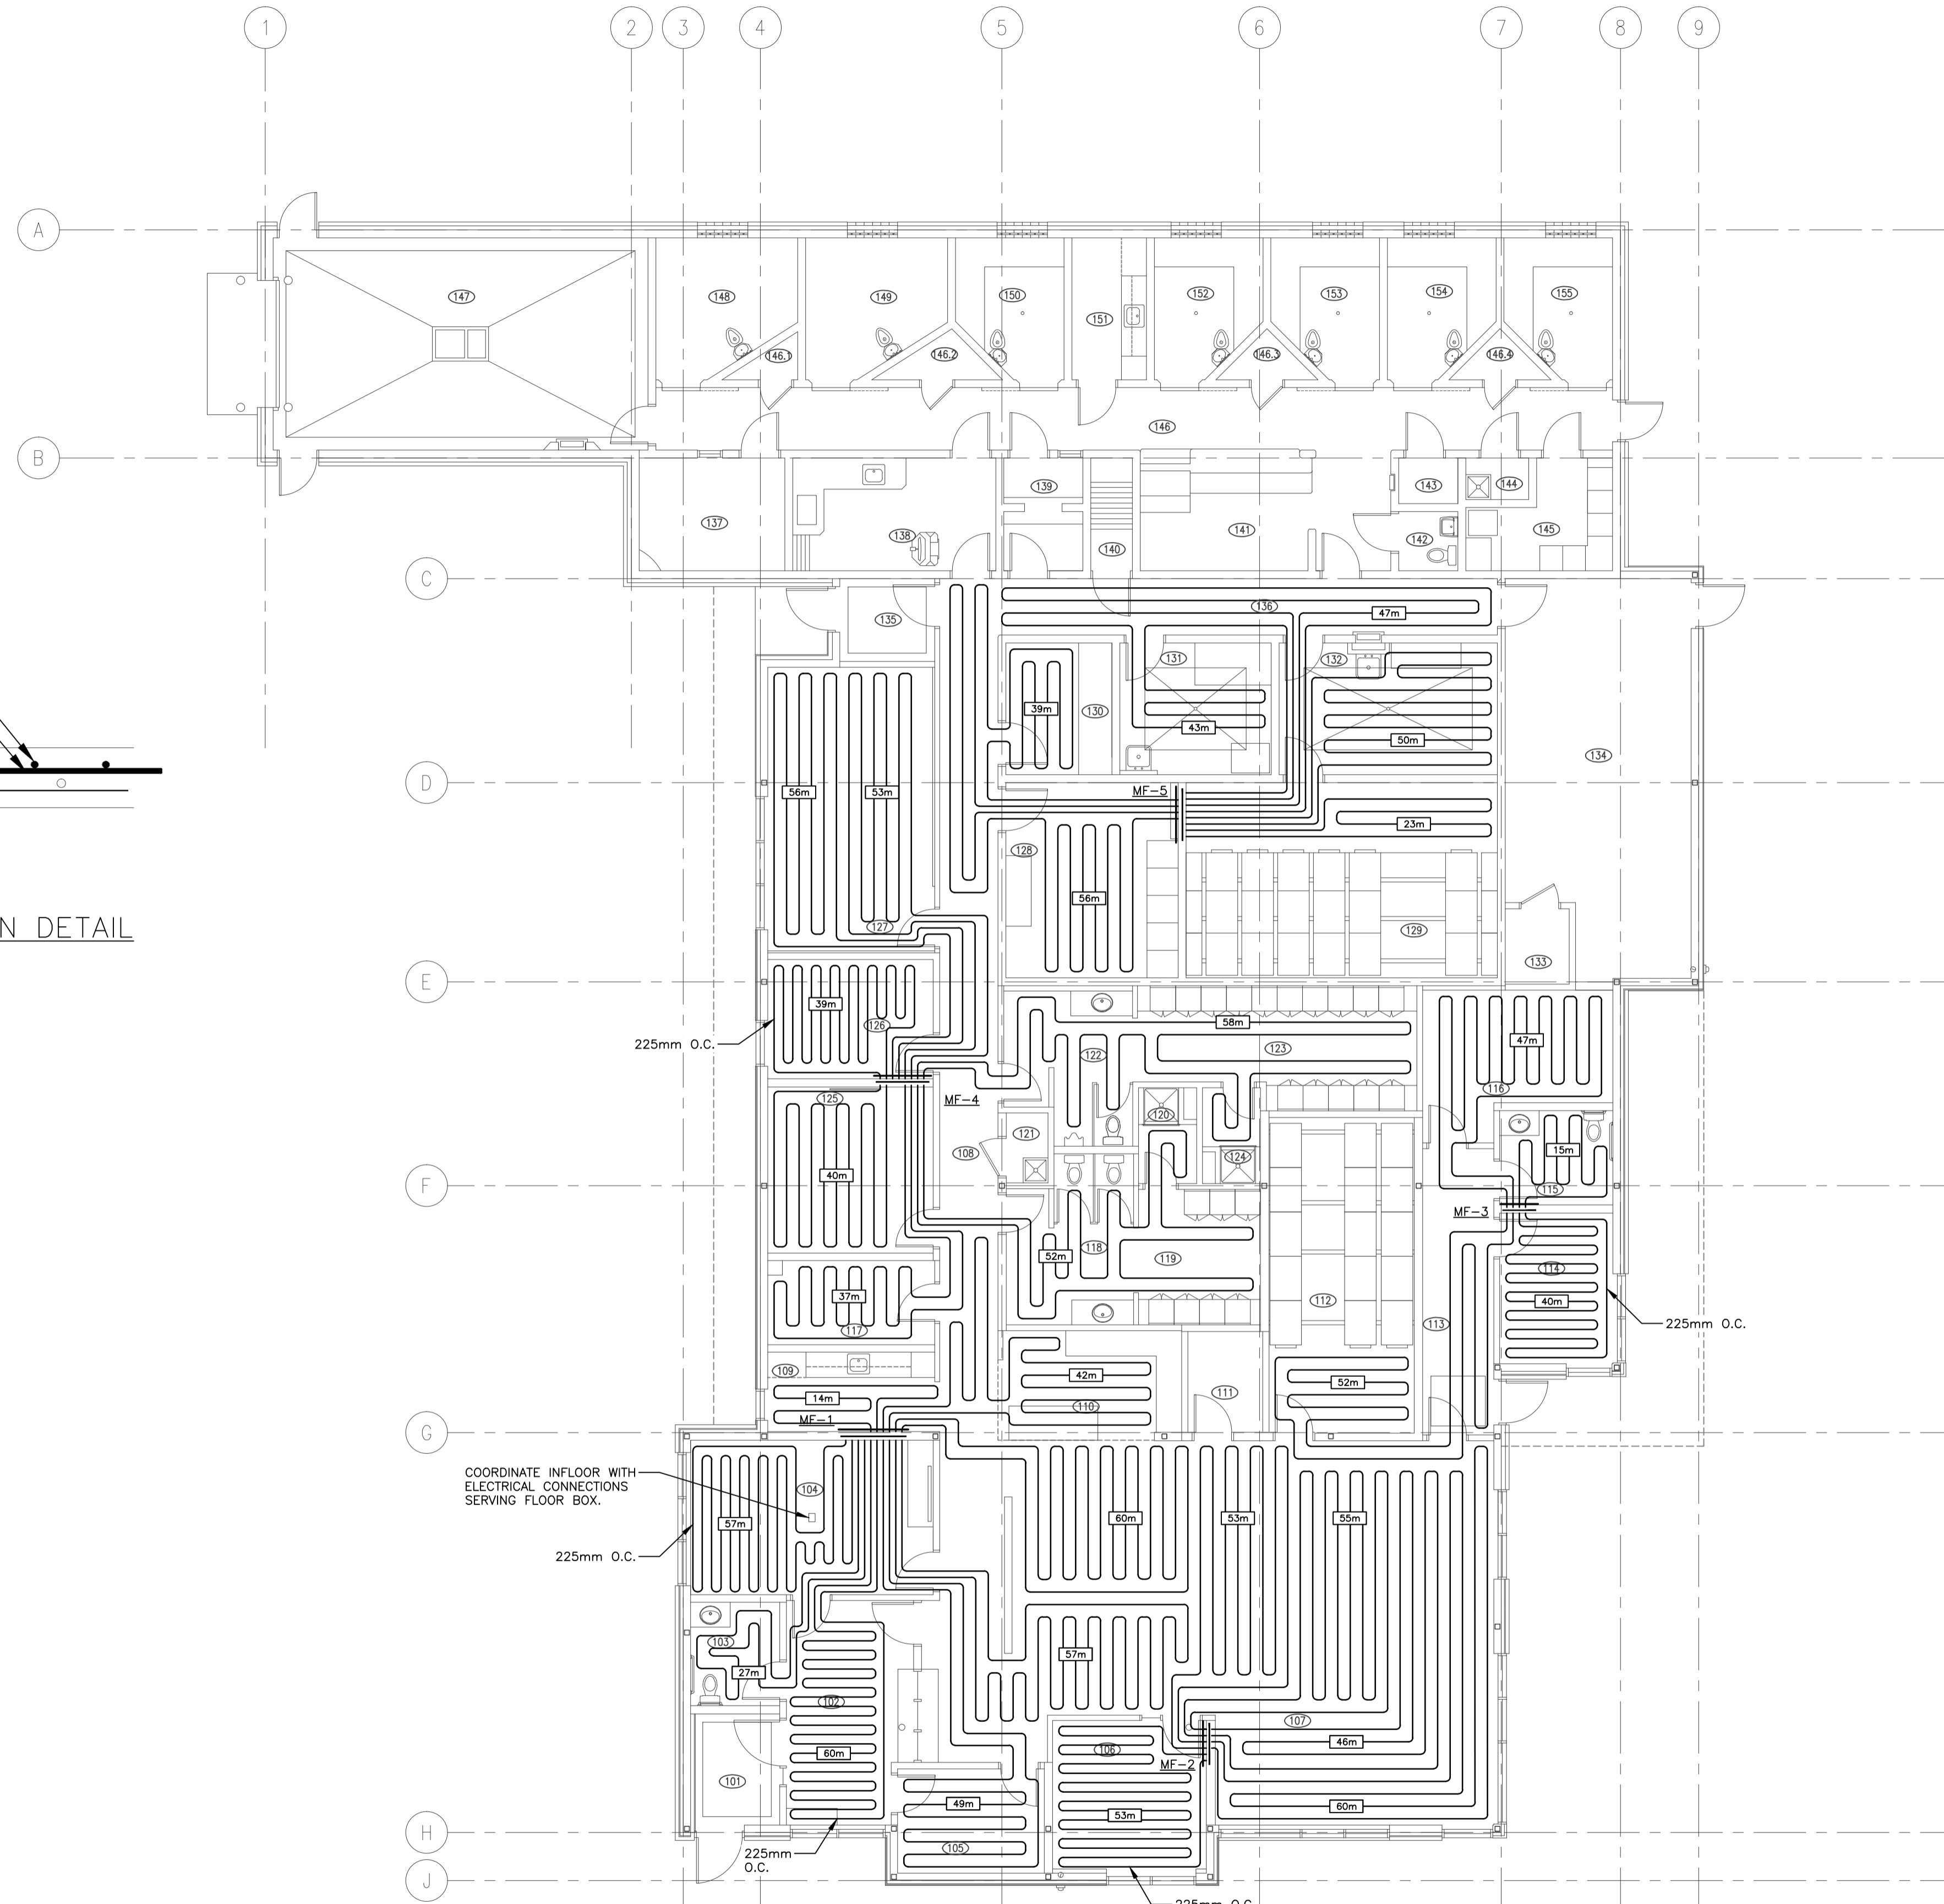 1 2 3 4 5 6 7 8 9
A
147 148 149 150 151 152 153 154 155
146.1 146.2 146.3 146.4
146
B
139 143 144
137 138 140 141 142 145
C
135 136 47m
131 132
39m 130 43m 50m 134
D
56m 53m MF-5
23m
128
56m
N DETAIL
127 129
E
133
39m 126 58m 47m
225mm O.C.
122 123
116
MF-4
125 120
121 15m
108 124
40m 115
F
MF-3
52m 118 119
114
37m 112 40m
117 113 225mm O.C.
109 42m 52m
14m 110 111
MF-1
G
COORDINATE INFLOOR WITH
ELECTRICAL CONNECTIONS
SERVING FLOOR BOX.
104
57m 60m 53m 55m
225mm O.C.
103 57m
27m
102
107
106 46m
60m MF-2
101
49m 53m 60m
H
105
225mm
O.C.
J
225mm O.C.